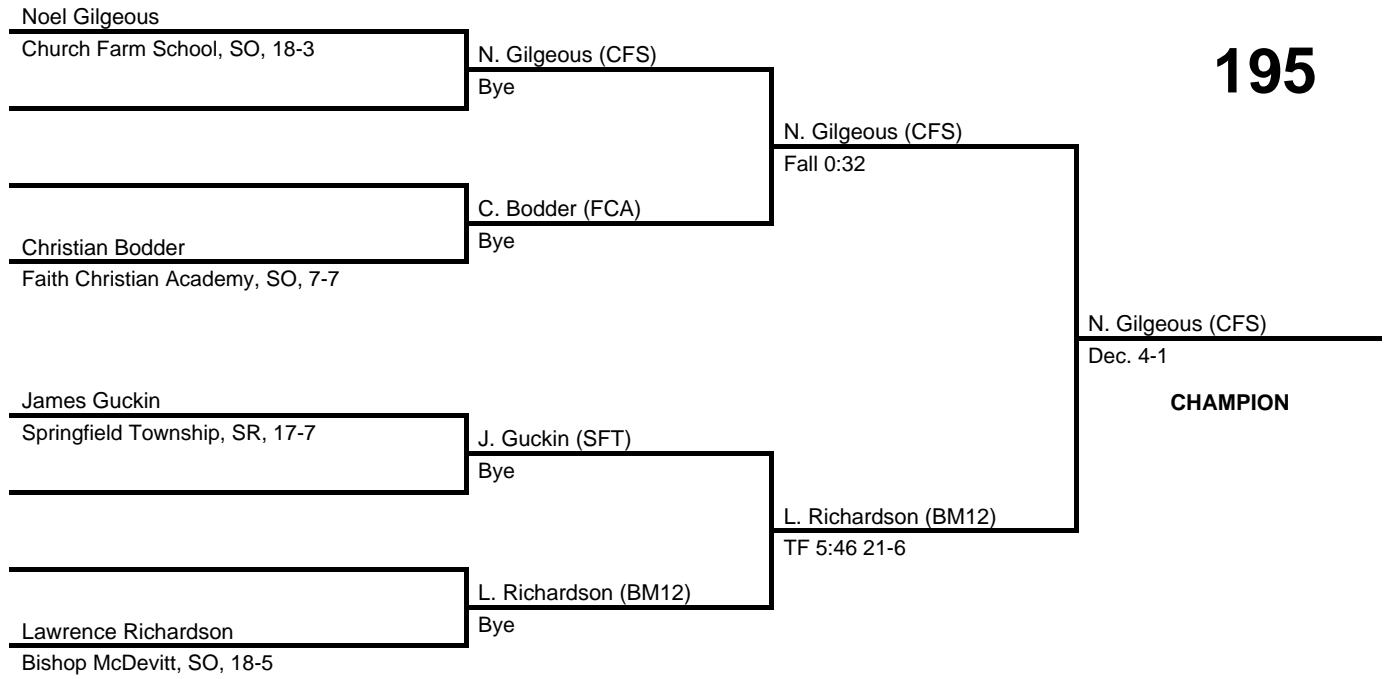 Noel Gilgeous
Church Farm School, SO, 18-3
N. Gilgeous (CFS)
Bye
195
N. Gilgeous (CFS)
Fall 0:32
C. Bodder (FCA)
Bye
Christian Bodder
Faith Christian Academy, SO, 7-7
N. Gilgeous (CFS)
Dec. 4-1
CHAMPION
James Guckin
Springfield Township, SR, 17-7
J. Guckin (SFT)
Bye
L. Richardson (BM12)
TF 5:46 21-6
L. Richardson (BM12)
Bye
Lawrence Richardson
Bishop McDevitt, SO, 18-5